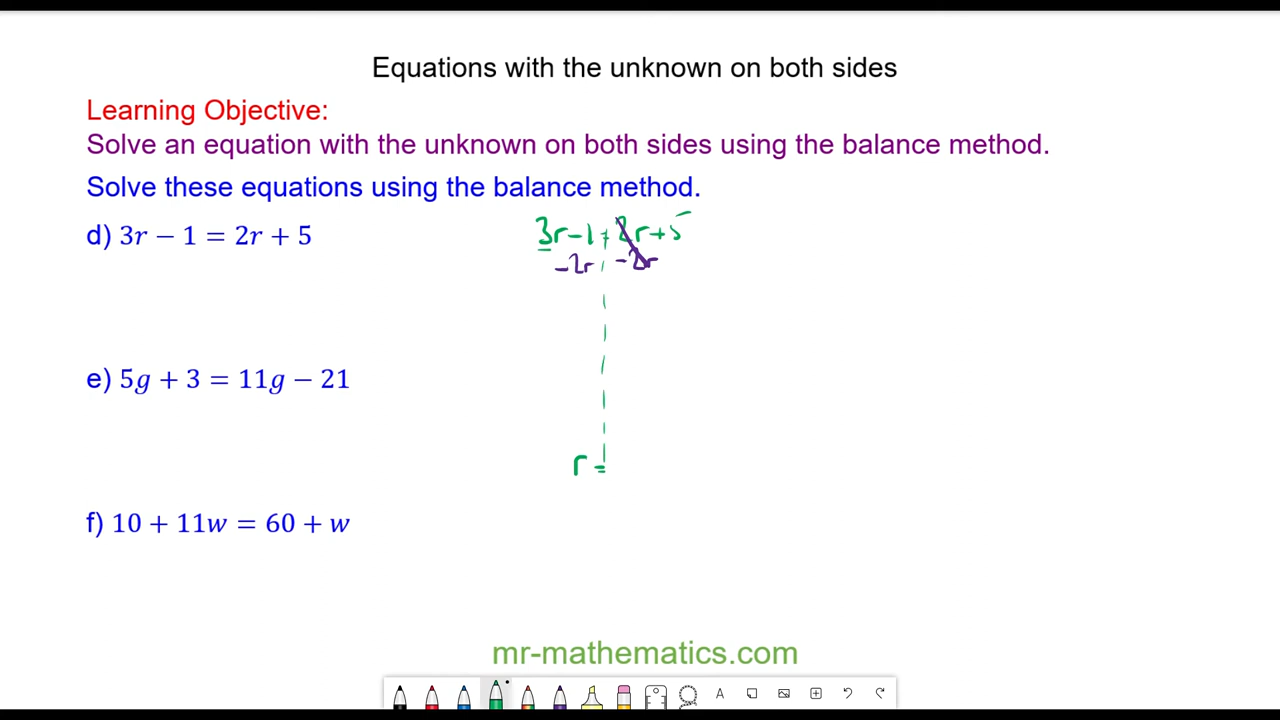 Equations with the unknown on both sides
Learning Objective:
Solve an equation with the unknown on both sides using the balance method.
Solve these equations using the balance method.
d) 3r − 1 = 2r + 5
3r-1 = 2r+5
-2r -2r
e) 5g + 3 = 11g − 21
r =
f) 10 + 11w = 60 + w
mr-mathematics.com
A